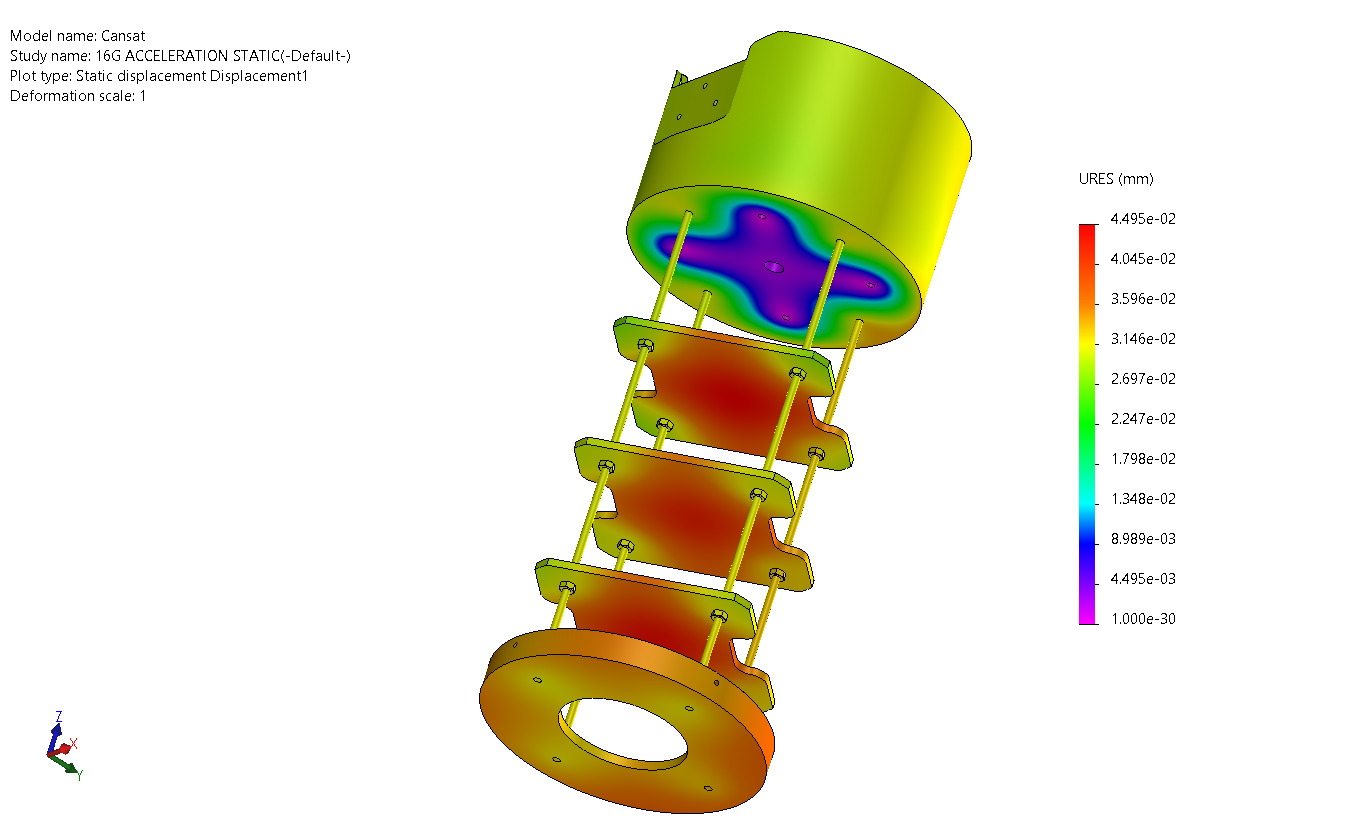 Model name: Cansat
Study name: 16G ACCELERATION STATIC(-Default-)
Plot type: Static displacement Displacement1
Deformation scale: 1
URES (mm)
4.495e-02
4.045e-02
3.596e-02
3.146e-02
2.697e-02
2.247e-02
1.798e-02
1.348e-02
8.989e-03
4.495e-03
1.000e-30
Z
X
Y